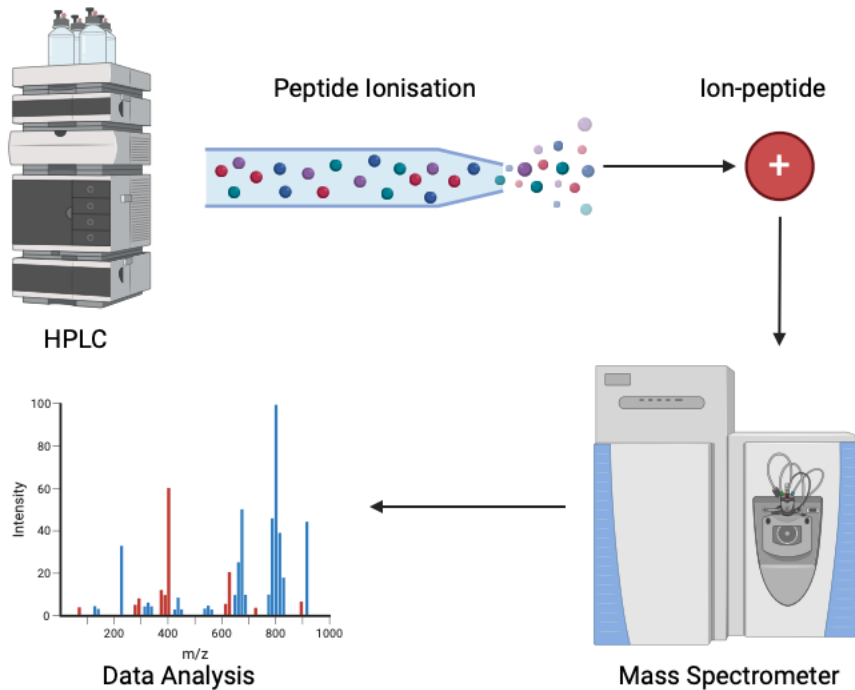 Peptide Ionisation
Ion-peptide
+
HPLC
100
80
60
40
20
0
Intensity
200
400
600
800
1000
m/z
Data Analysis
Mass Spectrometer